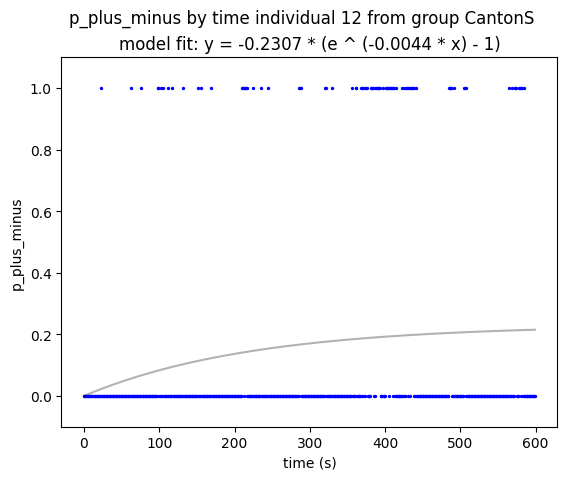 p_plus_minus by time individual 12 from group CantonS
model fit: y = -0.2307 * (e ^ (-0.0044 * x) - 1)
1.0
0.8
0.6
0.4
0.2
0.0
p_plus_minus
0 100 200 300 400 500 600
time (s)